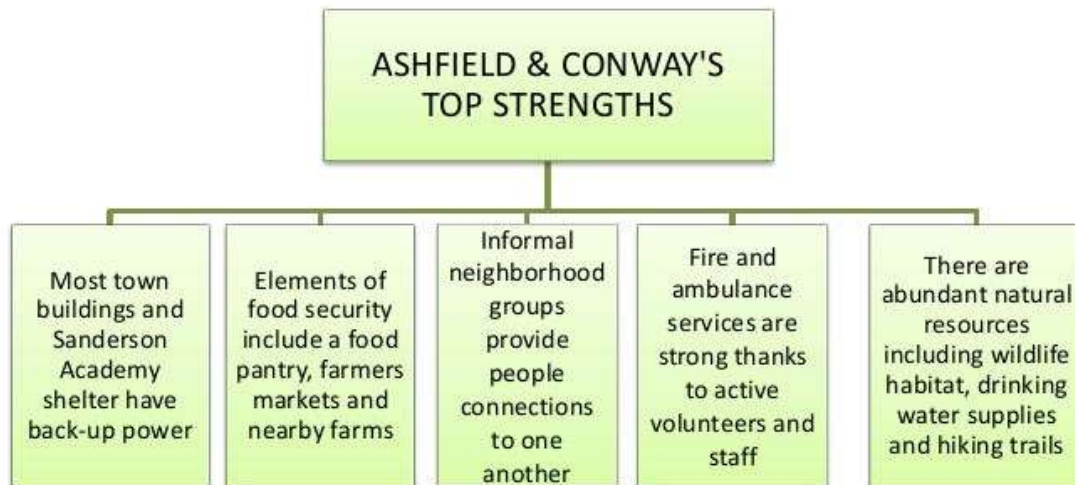 ASHFIELD & CONWAY'S
TOP STRENGTHS
Most town
buildings and
Sanderson
Academy
shelter have
back-up power
Elements of
food security
include a food
pantry, farmers
markets and
nearby farms
Informal
neighborhood
groups
provide
people
connections
to one
another
Fire and
ambulance
services are
strong thanks
to active
volunteers and
staff
There are
abundant natural
resources
including wildlife
habitat, drinking
water supplies
and hiking trails